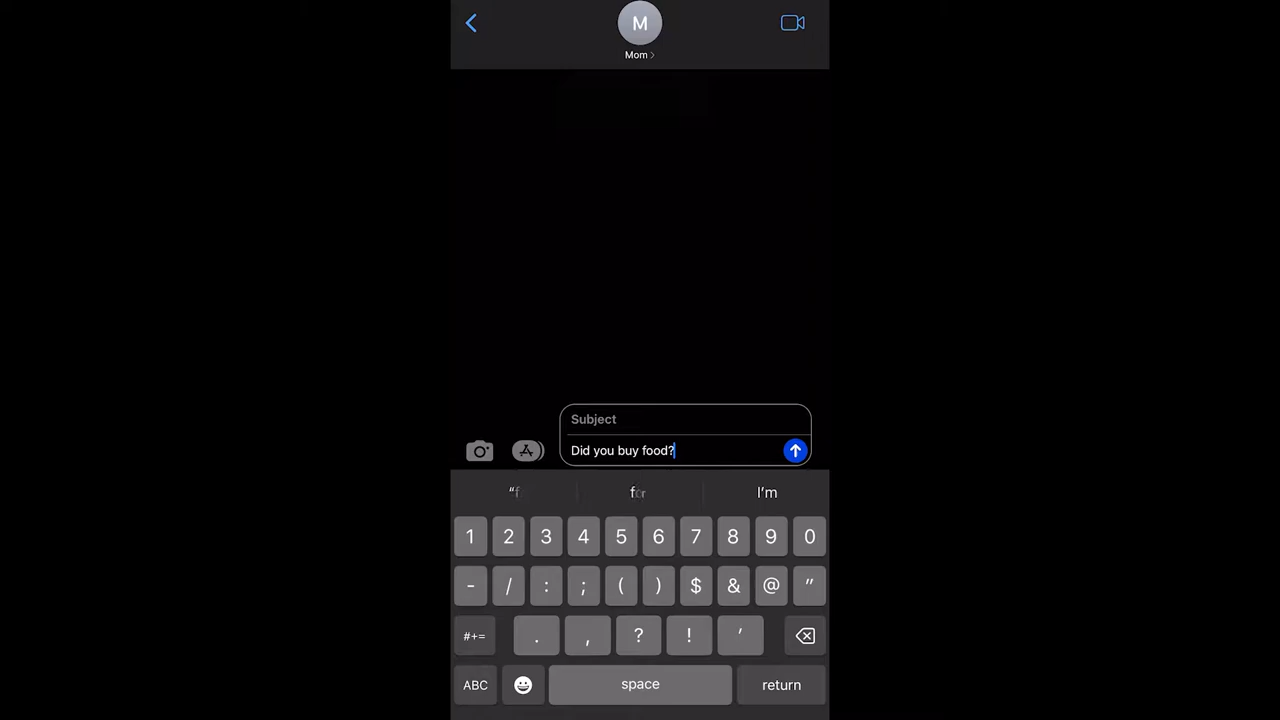 M
Mom >
Subject
Did you buy food?
I'm
1 2 3 4 5 6 7 8 9 0
- / : ; ( ) $ & @ "
#+= . , ? ! '
ABC space return